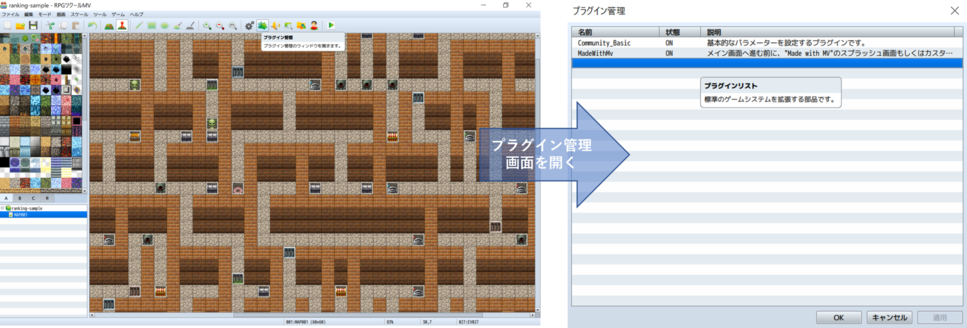 ranking-sample - RPGツクールMV
ファイル 編集 モード 描画 スケール ツール ゲーム ヘルプ
プラグイン管理
プラグイン管理のウィンドウを開きます。
A B C R
ranking-sample
MAP001
001:MAP001 (60×60)
63%
50,7
027:EV027
プラグイン管理
画面を開く
プラグイン管理
名前 状態 説明
Community_Basic ON 基本的なパラメーターを設定するプラグインです。
MadeWithMv ON メイン画面へ進む前に、"Made with MV"のスプラッシュ画面もしくはカスタ…
プラグインリスト
標準のゲームシステムを拡張する部品です。
OK キャンセル 適用